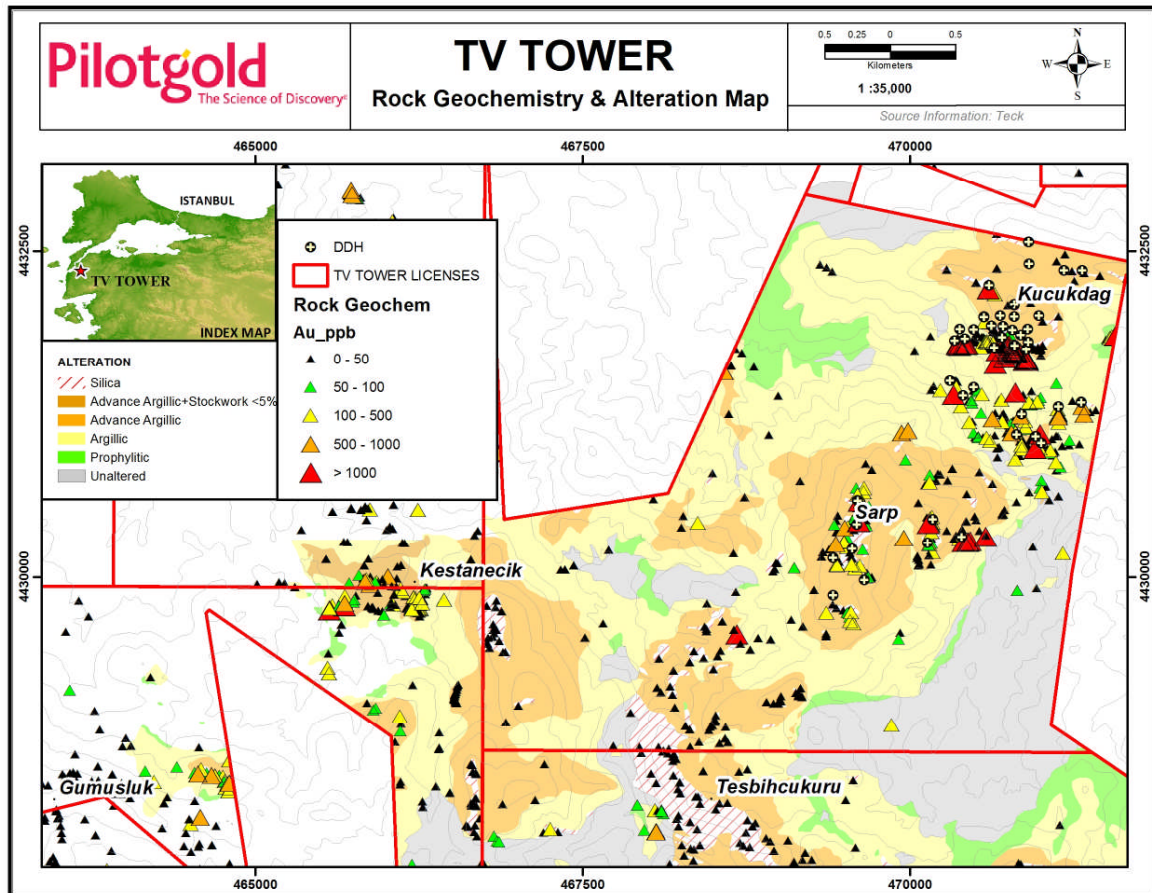 Pilotgold
The Science of Discovery®
TV TOWER
Rock Geochemistry & Alteration Map
0.5 0.25 0 0.5
Kilometers
1 :35,000
N
W E
S
Source Information: Teck
465000 467500 470000
ISTANBUL
TV TOWER
INDEX MAP
DDH
TV TOWER LICENSES
Rock Geochem
Au_ppb
0 - 50
50 - 100
100 - 500
500 - 1000
> 1000
ALTERATION
Silica
Advance Argillic+Stockwork <5%
Advance Argillic
Argillic
Prophylitic
Unaltered
4432500
4432500
Kucukdag
Sarp
Kestanecik
4430000
4430000
Gumusluk
Tesbihcukuru
465000 467500 470000